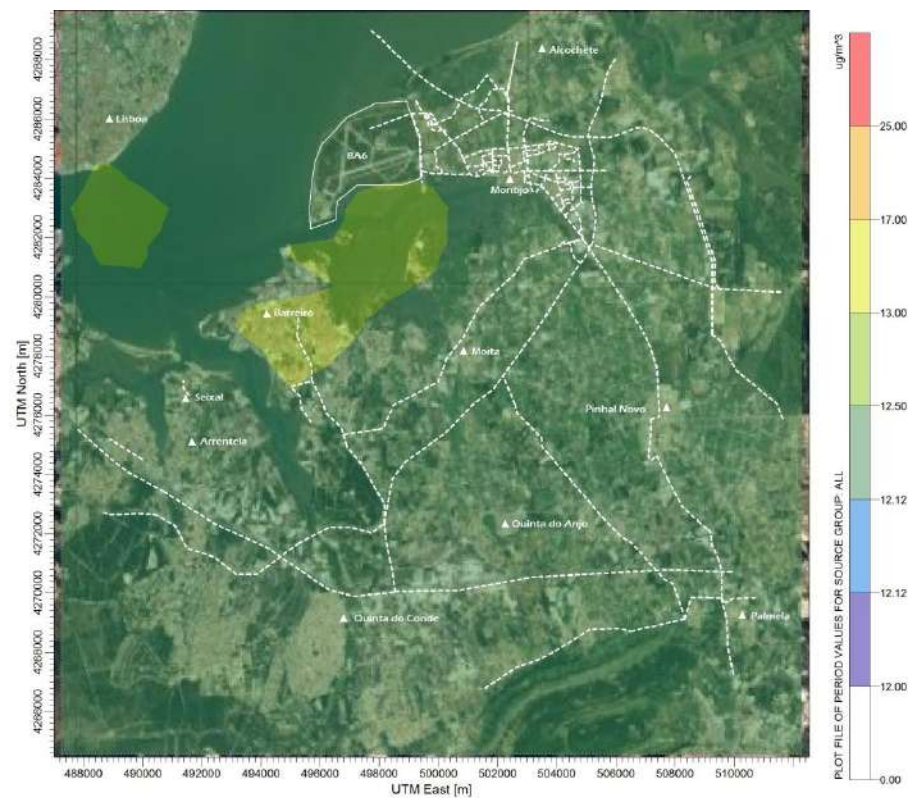 ug/m^3
25.00
17.00
13.00
12.50
12.12
12.12
12.00
0.00
PLOT FILE OF PERIOD VALUES FOR SOURCE GROUP: ALL
UTM North [m]
4288000
4286000
4284000
4282000
4280000
4278000
4276000
4274000
4272000
4270000
4268000
4266000
Alcochete
Lisboa
BA6
Montijo
Barreiro
Moita
Seixal
Pinhal Novo
Arrentela
Quinta do Anjo
Quinta do Conde
Palmela
488000 490000 492000 494000 496000 498000 500000 502000 504000 506000 508000 510000
UTM East [m]